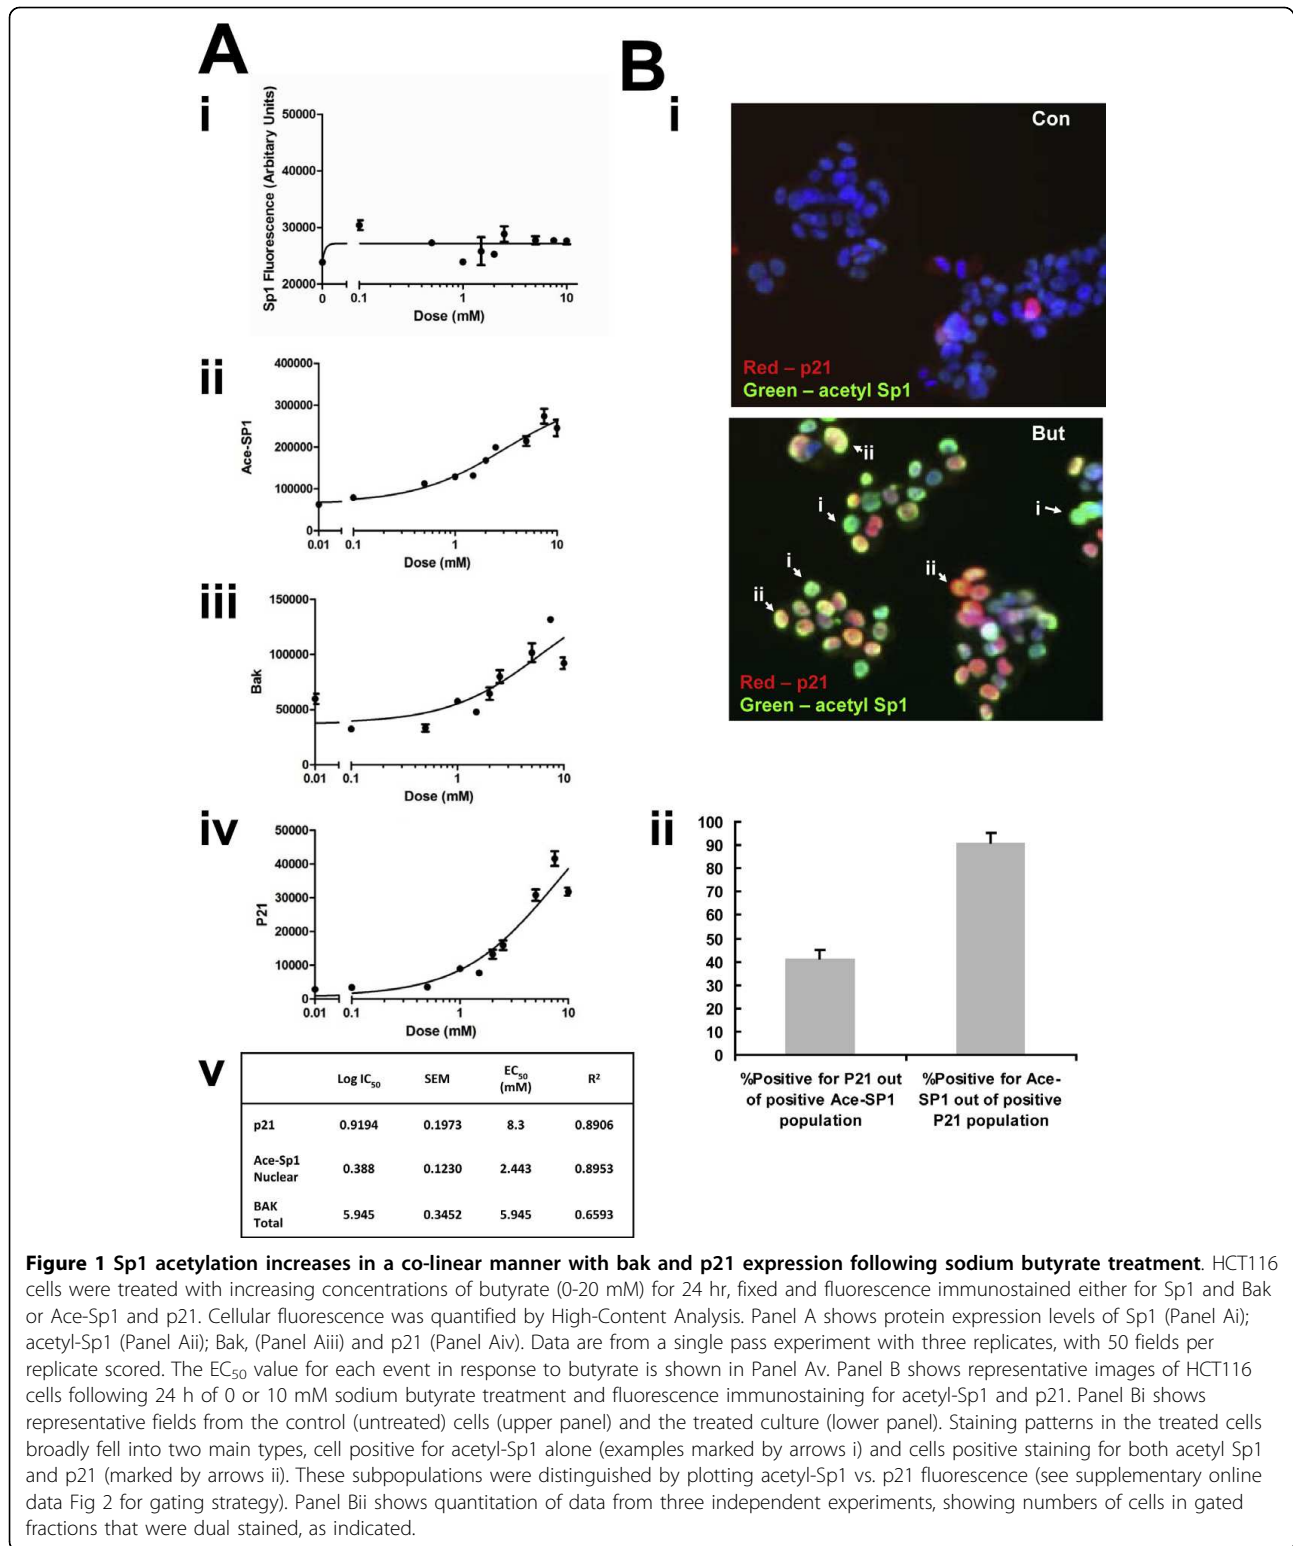 A
i
Sp1 Fluorescence (Arbitary Units)
50000
40000
30000
20000
0
0.1
1
10
Dose (mM)
ii
Ace-SP1
400000
300000
200000
100000
0
0.01
0.1
1
10
Dose (mM)
iii
Bak
150000
100000
50000
0
0.01
0.1
1
10
Dose (mM)
iv
P21
50000
40000
30000
20000
10000
0
0.01
0.1
1
10
Dose (mM)
v
Log IC50 SEM EC50 (mM) R2
p21 0.9194 0.1973 8.3 0.8906
Ace-Sp1 Nuclear 0.388 0.1230 2.443 0.8953
BAK Total 5.945 0.3452 5.945 0.6593
B
i
Con
Red – p21
Green – acetyl Sp1
But
ii
i
i
i
ii
ii
Red – p21
Green – acetyl Sp1
ii
100
90
80
70
60
50
40
30
20
10
0
%Positive for P21 out
of positive Ace-SP1
population
%Positive for Ace-
SP1 out of positive
P21 population
Figure 1 Sp1 acetylation increases in a co-linear manner with bak and p21 expression following sodium butyrate treatment. HCT116
cells were treated with increasing concentrations of butyrate (0-20 mM) for 24 hr, fixed and fluorescence immunostained either for Sp1 and Bak
or Ace-Sp1 and p21. Cellular fluorescence was quantified by High-Content Analysis. Panel A shows protein expression levels of Sp1 (Panel Ai);
acetyl-Sp1 (Panel Aii); Bak, (Panel Aiii) and p21 (Panel Aiv). Data are from a single pass experiment with three replicates, with 50 fields per
replicate scored. The EC50 value for each event in response to butyrate is shown in Panel Av. Panel B shows representative images of HCT116
cells following 24 h of 0 or 10 mM sodium butyrate treatment and fluorescence immunostaining for acetyl-Sp1 and p21. Panel Bi shows
representative fields from the control (untreated) cells (upper panel) and the treated culture (lower panel). Staining patterns in the treated cells
broadly fell into two main types, cell positive for acetyl-Sp1 alone (examples marked by arrows i) and cells positive staining for both acetyl Sp1
and p21 (marked by arrows ii). These subpopulations were distinguished by plotting acetyl-Sp1 vs. p21 fluorescence (see supplementary online
data Fig 2 for gating strategy). Panel Bii shows quantitation of data from three independent experiments, showing numbers of cells in gated
fractions that were dual stained, as indicated.